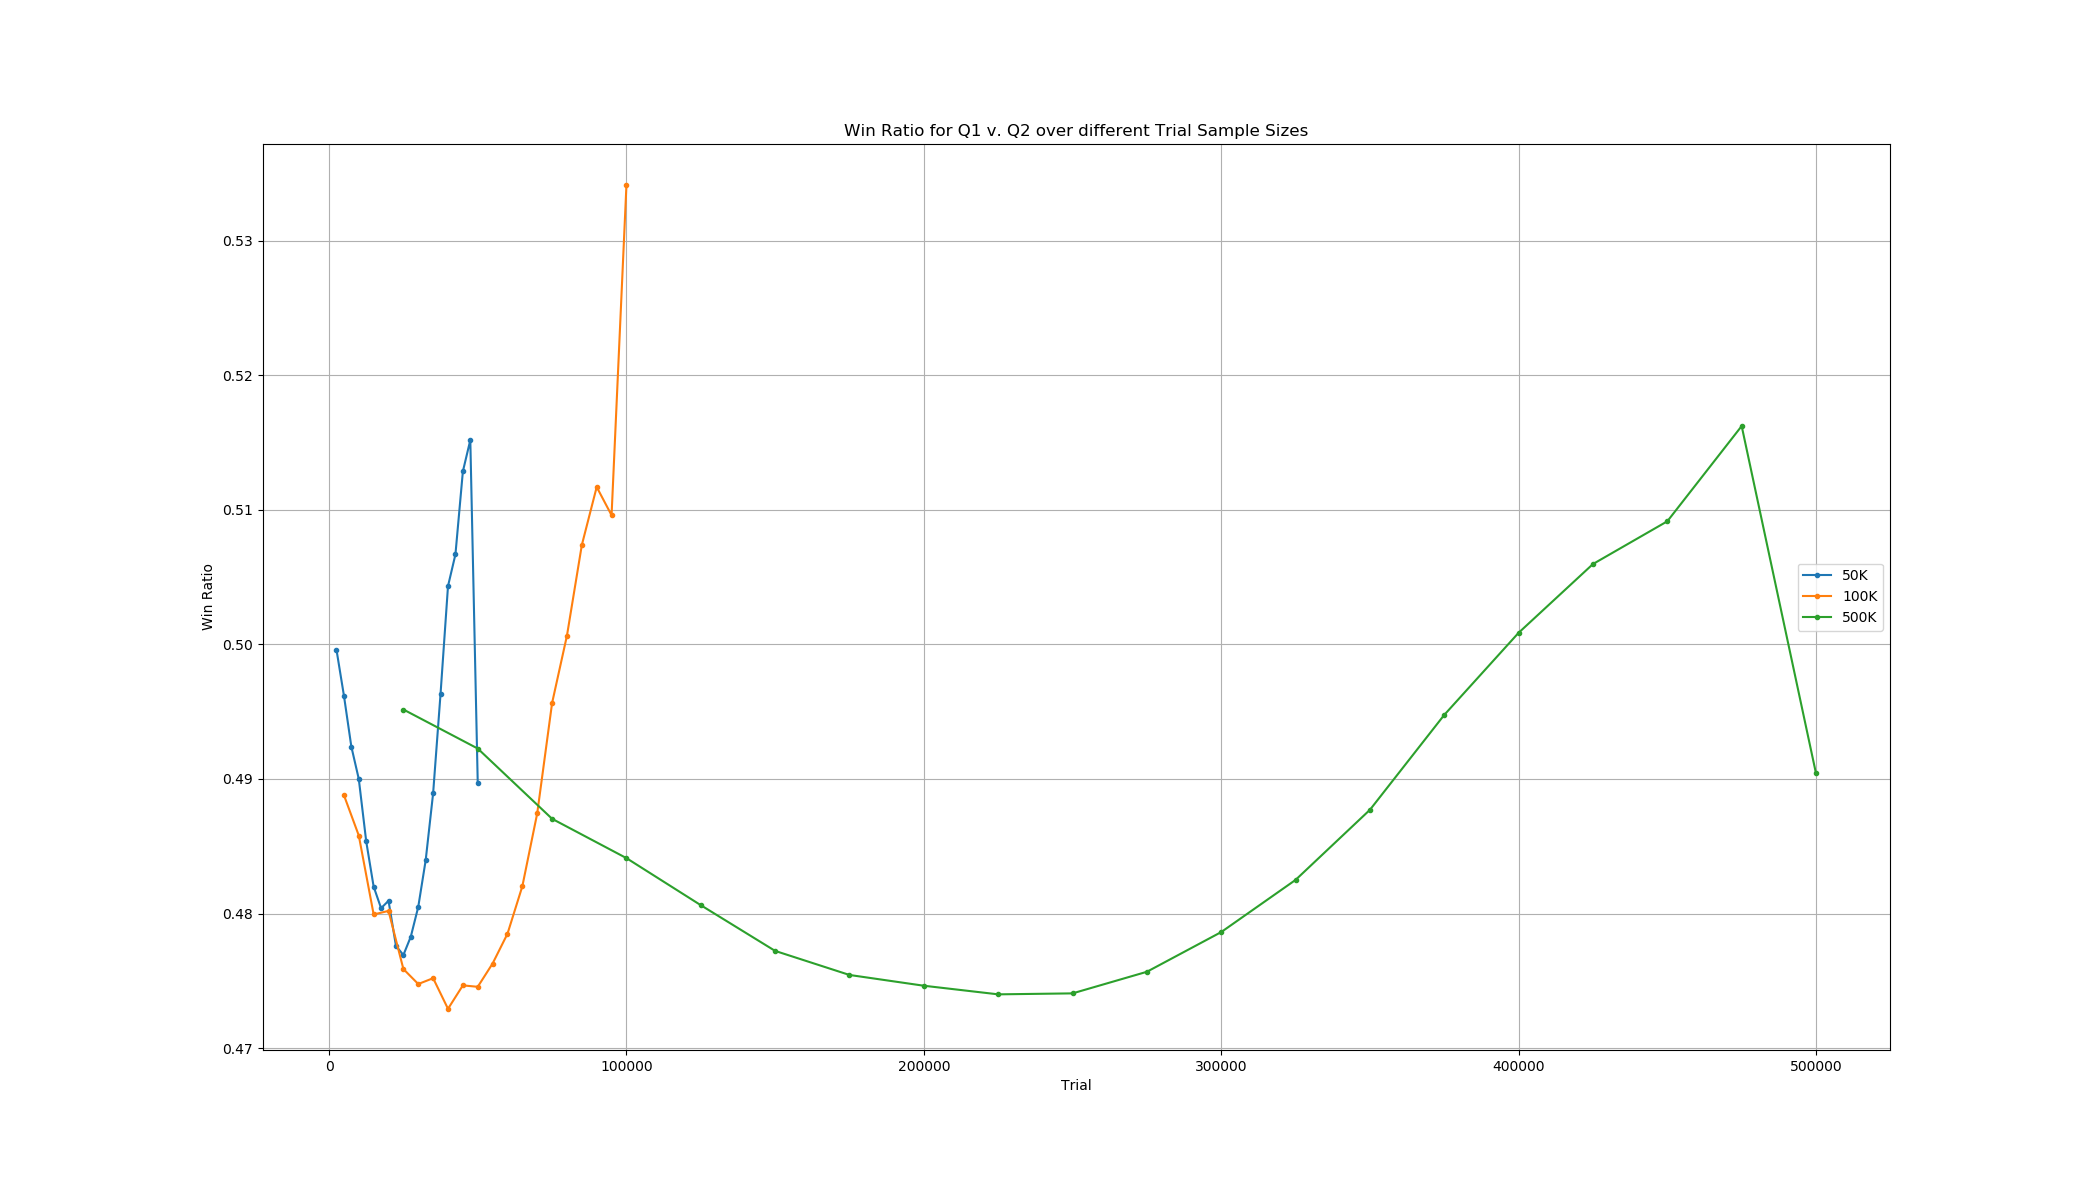 Win Ratio for Q1 v. Q2 over different Trial Sample Sizes
Win Ratio
0.53
0.52
0.51
0.50
0.49
0.48
0.47
0 100000 200000 300000 400000 500000
Trial
50K
100K
500K